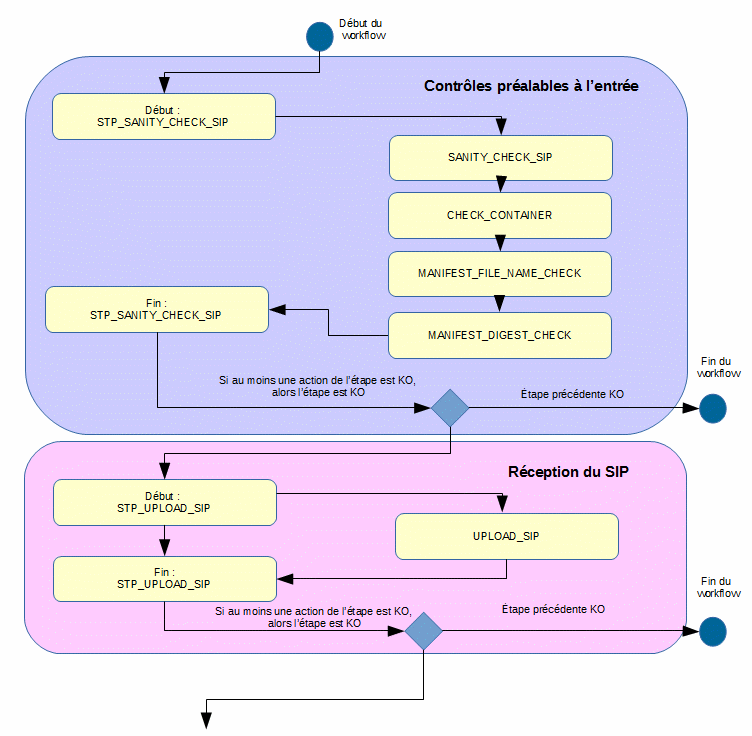 Début du
workflow
Contrôles préalables à l'entrée
Début :
STP_SANITY_CHECK_SIP
SANITY_CHECK_SIP
CHECK_CONTAINER
MANIFEST_FILE_NAME_CHECK
Fin :
STP_SANITY_CHECK_SIP
MANIFEST_DIGEST_CHECK
Si au moins une action de l'étape est KO,
alors l'étape est KO
Étape précédente KO
Fin du
workflow
Réception du SIP
Début :
STP_UPLOAD_SIP
UPLOAD_SIP
Fin :
STP_UPLOAD_SIP
Si au moins une action de l'étape est KO,
alors l'étape est KO
Étape précédente KO
Fin du
workflow